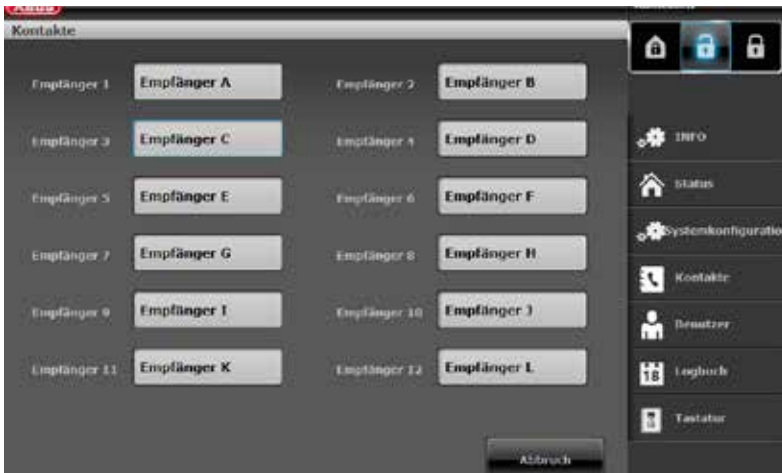 Kontakte
Empfänger 1 Empfänger A Empfänger 2 Empfänger B
Empfänger 3 Empfänger C Empfänger 4 Empfänger D
Empfänger 5 Empfänger E Empfänger 6 Empfänger F
Empfänger 7 Empfänger G Empfänger 8 Empfänger H
Empfänger 9 Empfänger I Empfänger 10 Empfänger J
Empfänger 11 Empfänger K Empfänger 12 Empfänger L
Abbruch
INFO
Status
Systemkonfiguratio
Kontakte
Benutzer
18 Logbuch
Tastatur